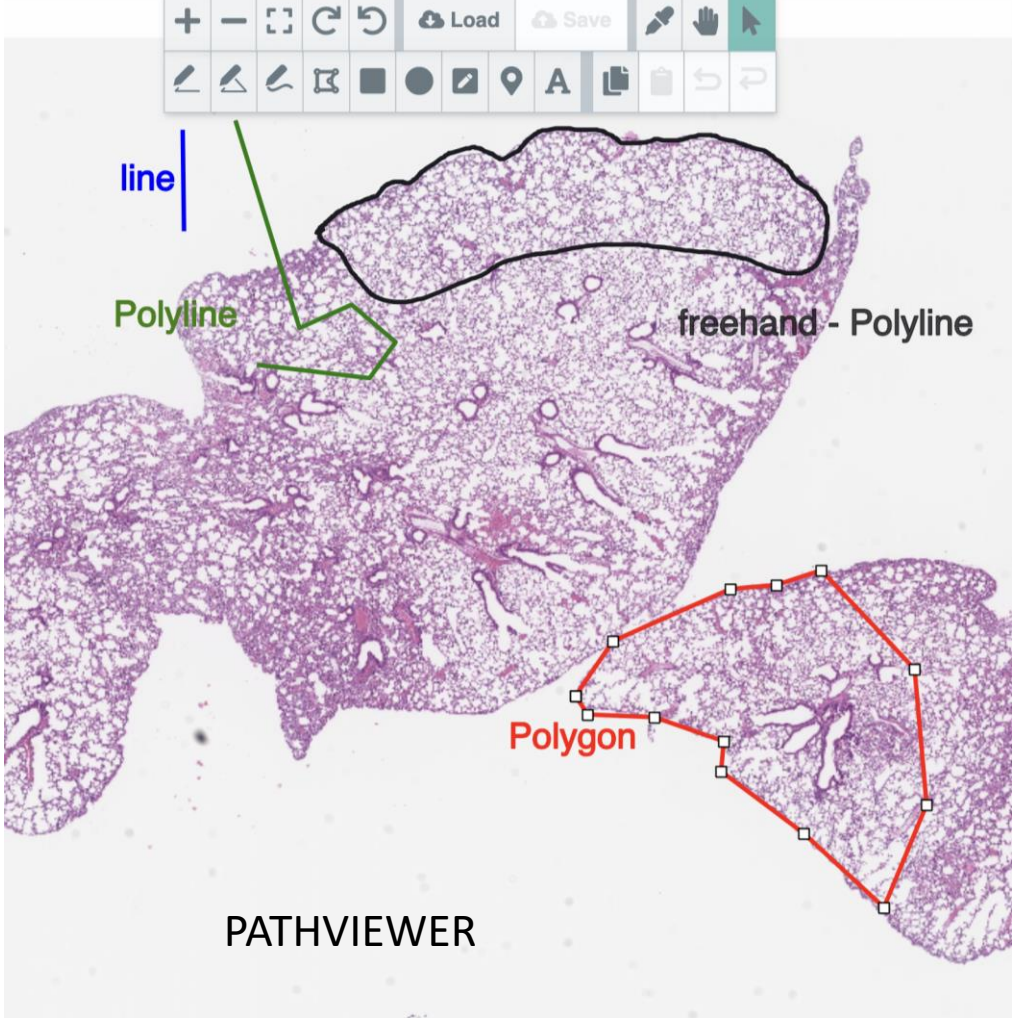 Load
Save
A
line
Polyline
freehand - Polyline
Polygon
PATHVIEWER